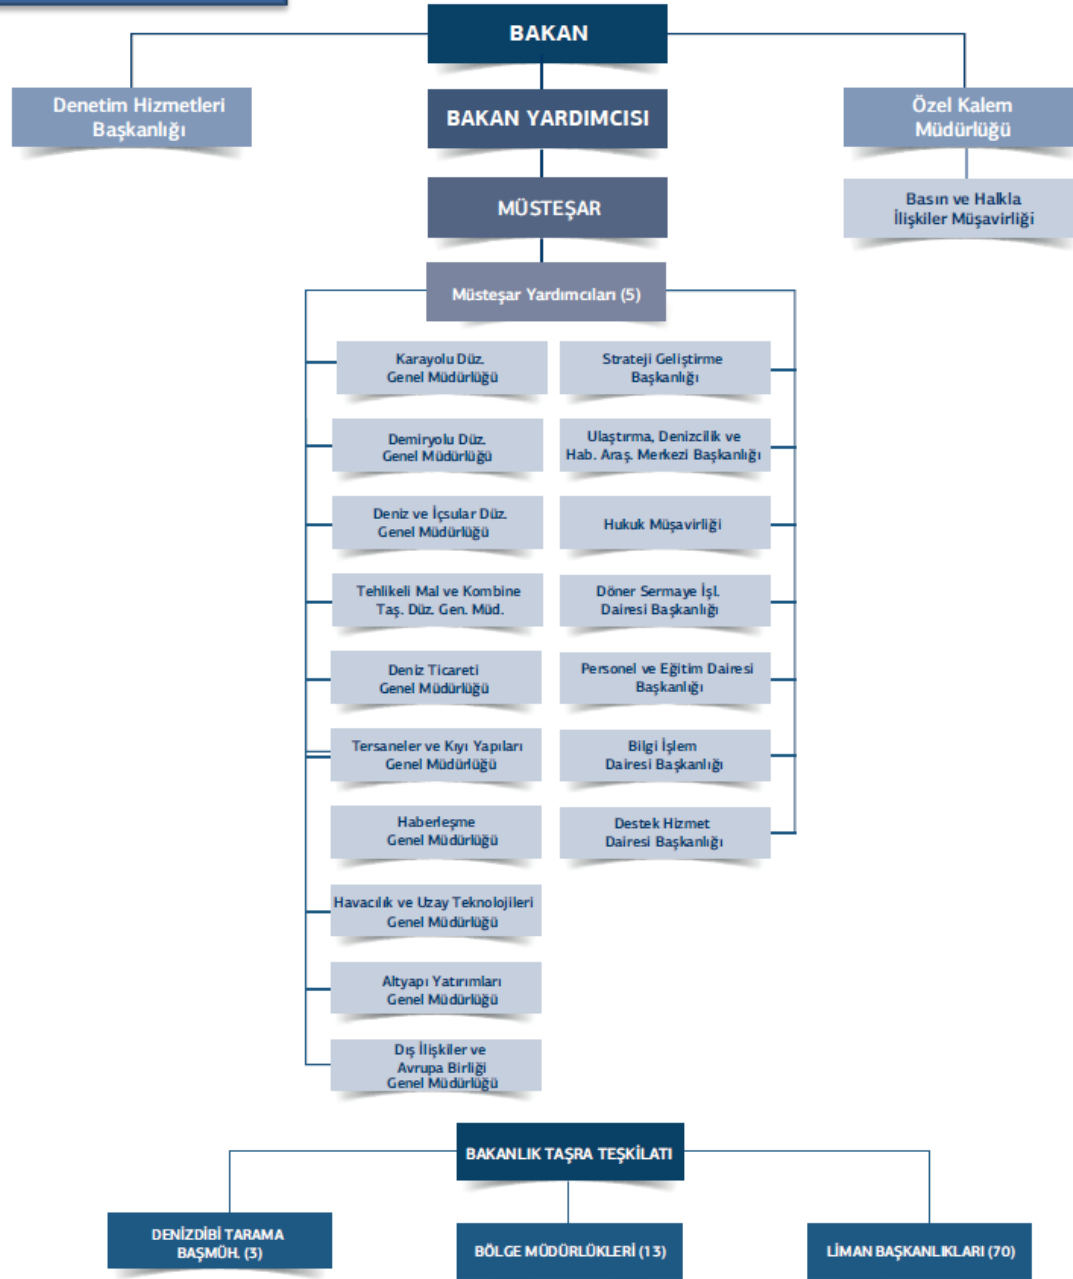 BAKAN
Denetim Hizmetleri
Başkanlığı
BAKAN YARDIMCISI
Özel Kalem
Müdürlüğü
MÜSTEŞAR
Basın ve Halkla
İlişkiler Müşavirliği
Müsteşar Yardımcıları (5)
Karayolu Düz.
Genel Müdürlüğü
Strateji Geliştirme
Başkanlığı
Demiryolu Düz.
Genel Müdürlüğü
Ulaştırma, Denizcilik ve
Hab. Araş. Merkezi Başkanlığı
Deniz ve İçsular Düz.
Genel Müdürlüğü
Hukuk Müşavirliği
Tehlikeli Mal ve Kombine
Taş. Düz. Gen. Müd.
Döner Sermaye İşl.
Dairesi Başkanlığı
Deniz Ticareti
Genel Müdürlüğü
Personel ve Eğitim Dairesi
Başkanlığı
Tersaneler ve Kıyı Yapıları
Genel Müdürlüğü
Bilgi İşlem
Dairesi Başkanlığı
Haberleşme
Genel Müdürlüğü
Destek Hizmet
Dairesi Başkanlığı
Havacılık ve Uzay Teknolojileri
Genel Müdürlüğü
Altyapı Yatırımları
Genel Müdürlüğü
Dış İlişkiler ve
Avrupa Birliği
Genel Müdürlüğü
BAKANLIK TAŞRA TEŞKİLATI
DENİZDİBİ TARAMA
BAŞMÜH. (3)
BÖLGE MÜDÜRLÜKLERİ (13)
LİMAN BAŞKANLIKLARI (70)